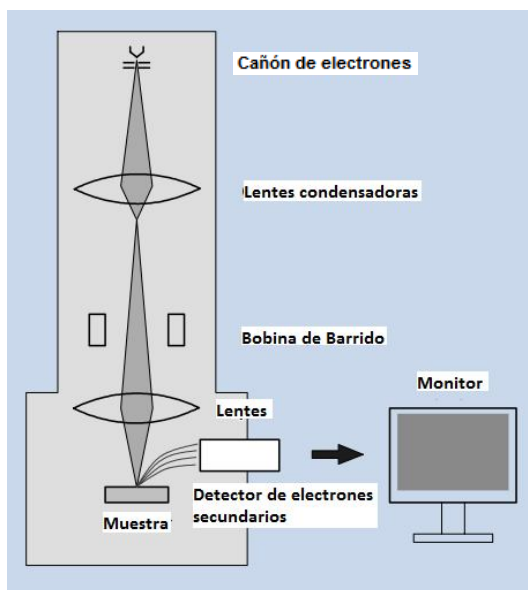 Cañón de electrones
Lentes condensadoras
Bobina de Barrido
Monitor
Lentes
Detector de electrones
secundarios
Muestra